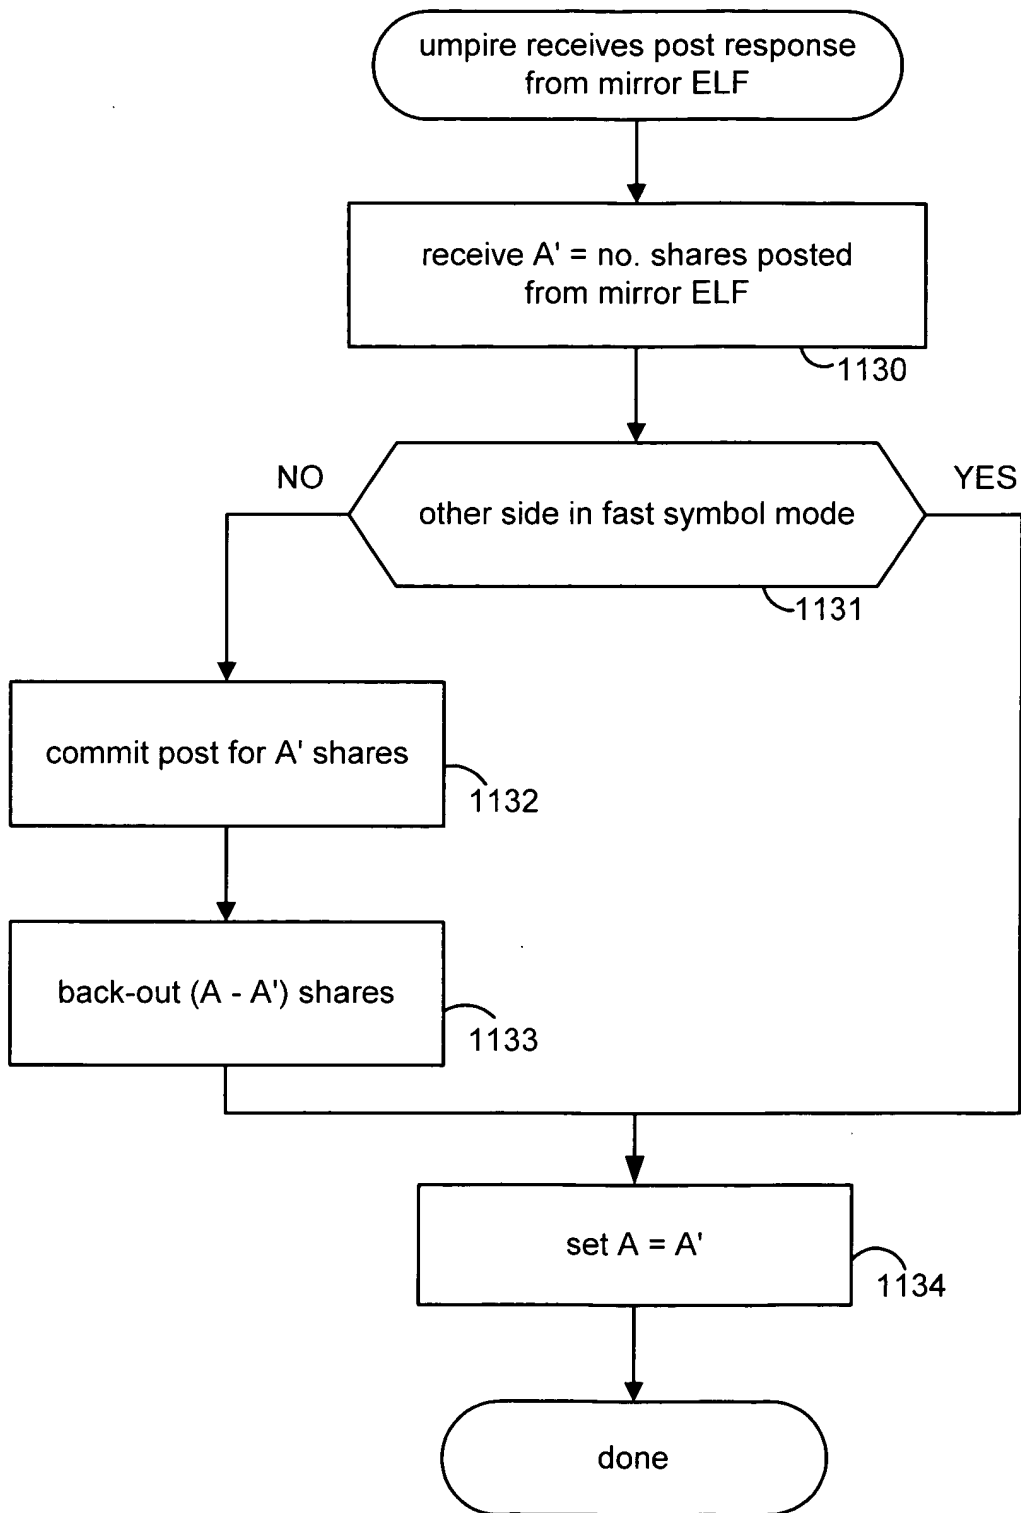 umpire receives post response
from mirror ELF
receive A' = no. shares posted
from mirror ELF
1130
NO
YES
other side in fast symbol mode
1131
commit post for A' shares
1132
back-out (A - A') shares
1133
set A = A'
1134
done